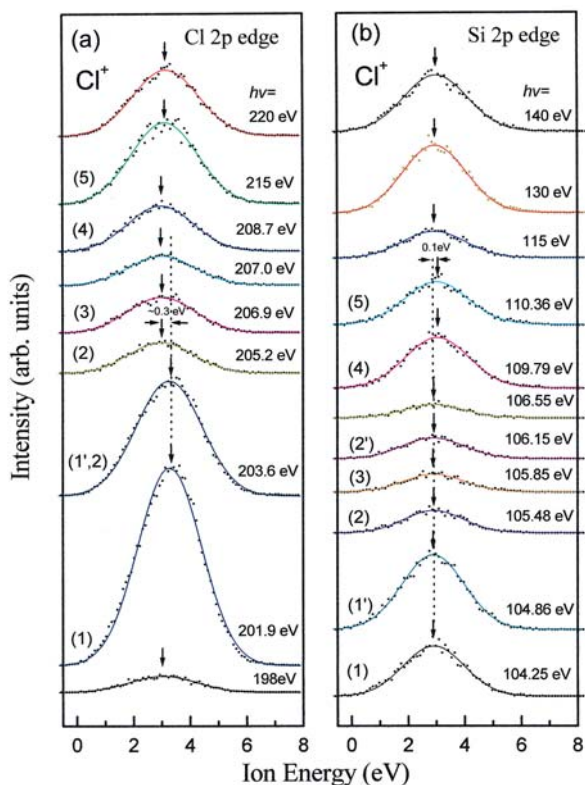 (a) Cl 2p edge
Cl⁺
hν=
220 eV
(5)
215 eV
(4)
208.7 eV
207.0 eV
(3)
~0.3 eV
206.9 eV
(2)
205.2 eV
(1',2)
203.6 eV
(1)
201.9 eV
198eV
0 2 4 6 8
(b) Si 2p edge
Cl⁺
hν=
140 eV
130 eV
115 eV
0.1eV
(5)
110.36 eV
(4)
109.79 eV
106.55 eV
(2')
106.15 eV
(3)
105.85 eV
(2)
105.48 eV
(1')
104.86 eV
(1)
104.25 eV
0 2 4 6 8
Intensity (arb. units)
Ion Energy (eV)